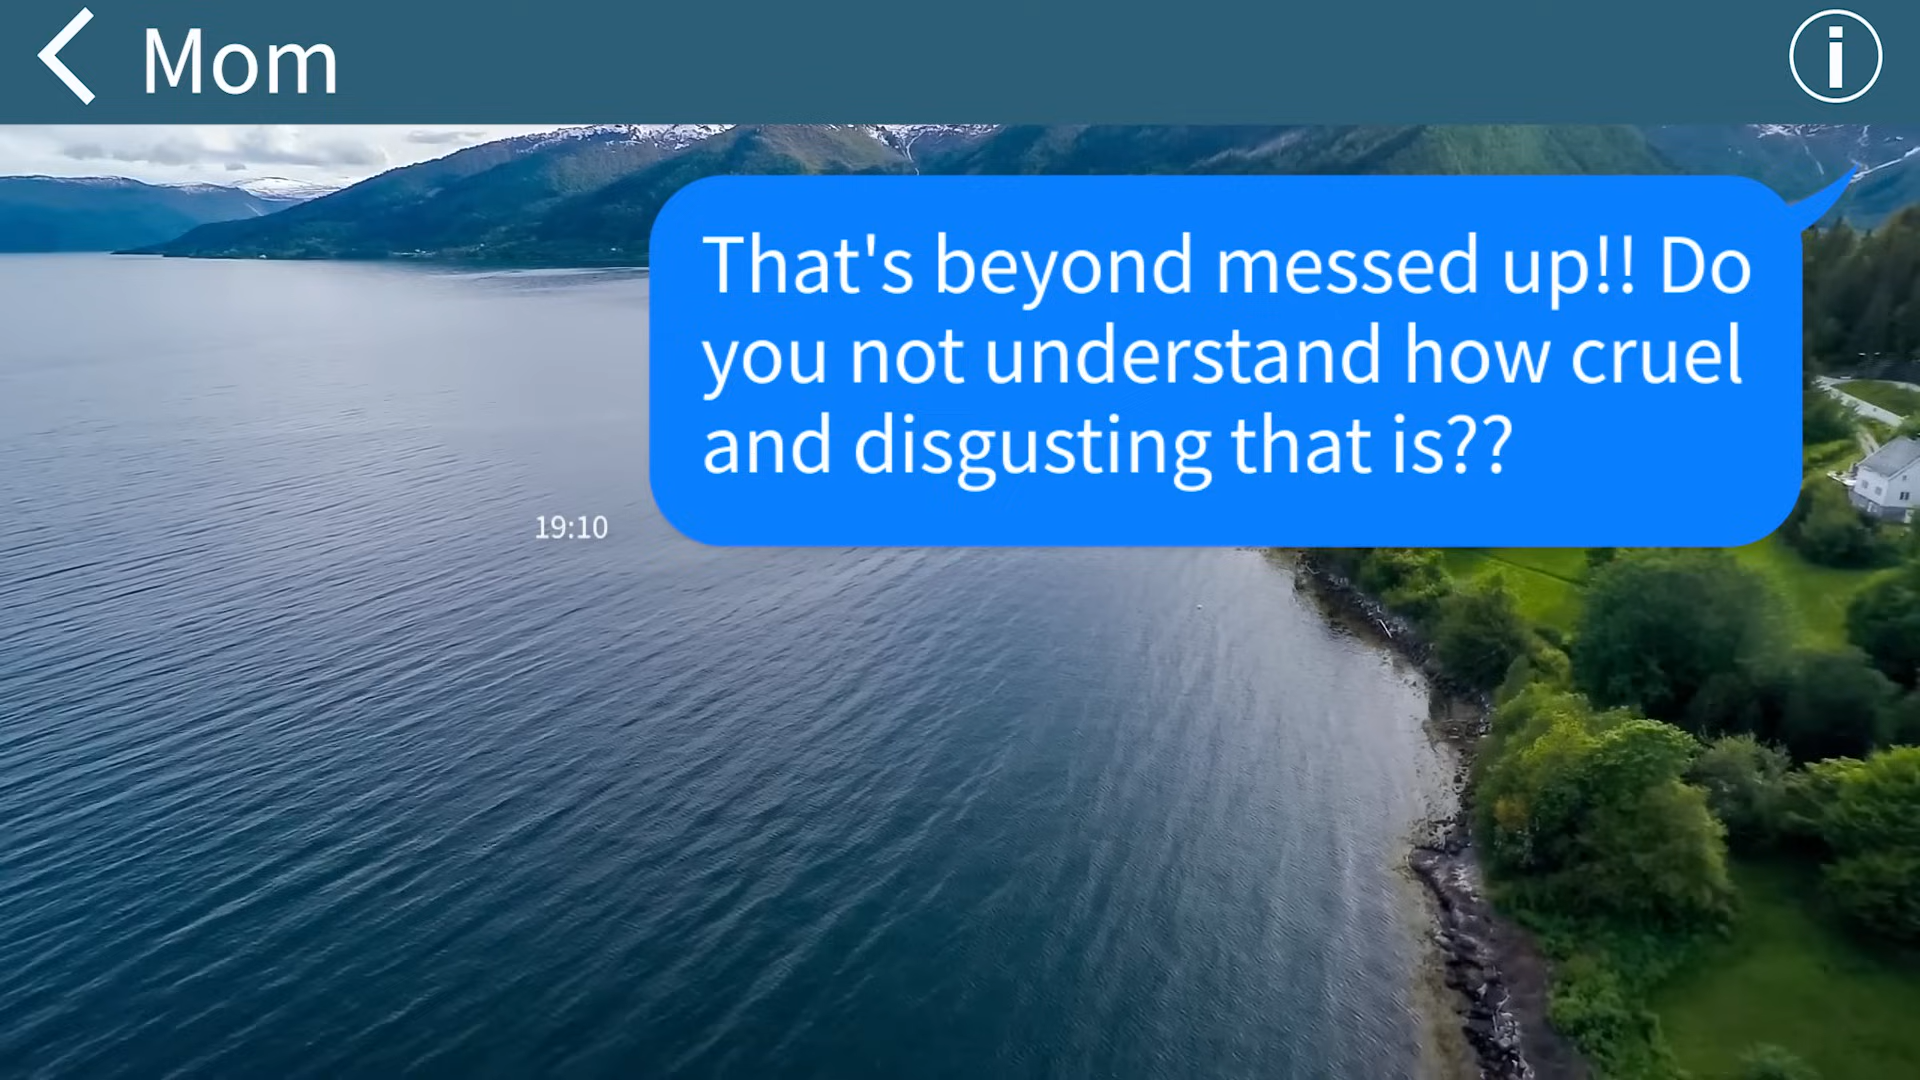 Mom
That's beyond messed up!! Do
you not understand how cruel
and disgusting that is??
19:10